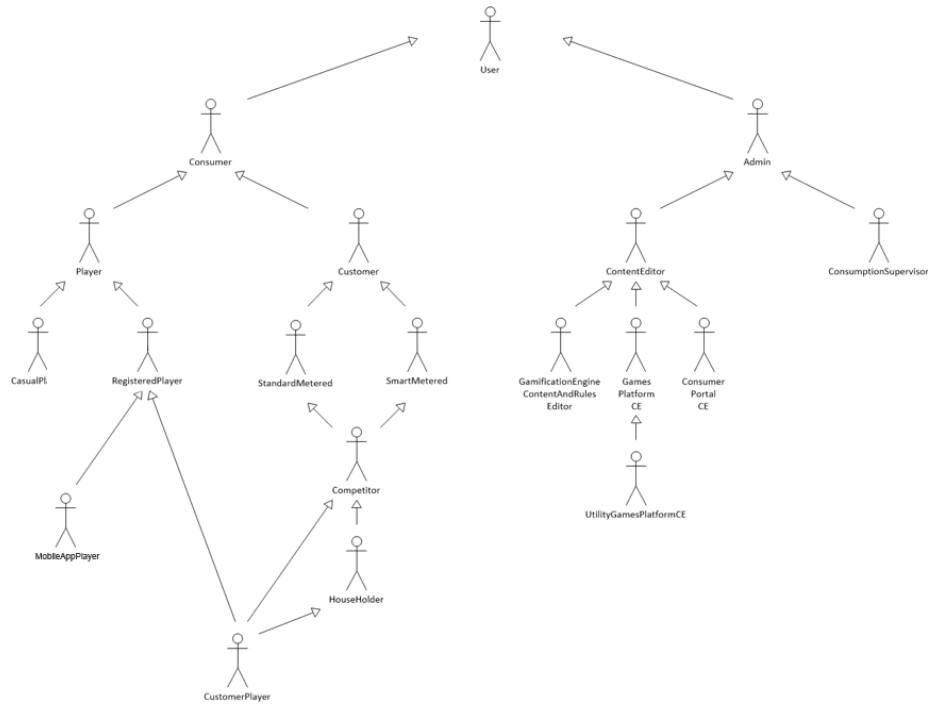 User
Consumer
Admin
Player
Customer
ContentEditor
ConsumptionSupervisor
CasualPl
RegisteredPlayer
StandardMetered
SmartMetered
GamificationEngine
ContentAndRules
Editor
Games
Platform
CE
Consumer
Portal
CE
Competitor
UtilityGamesPlatformCE
MobileAppPlayer
HouseHolder
CustomerPlayer